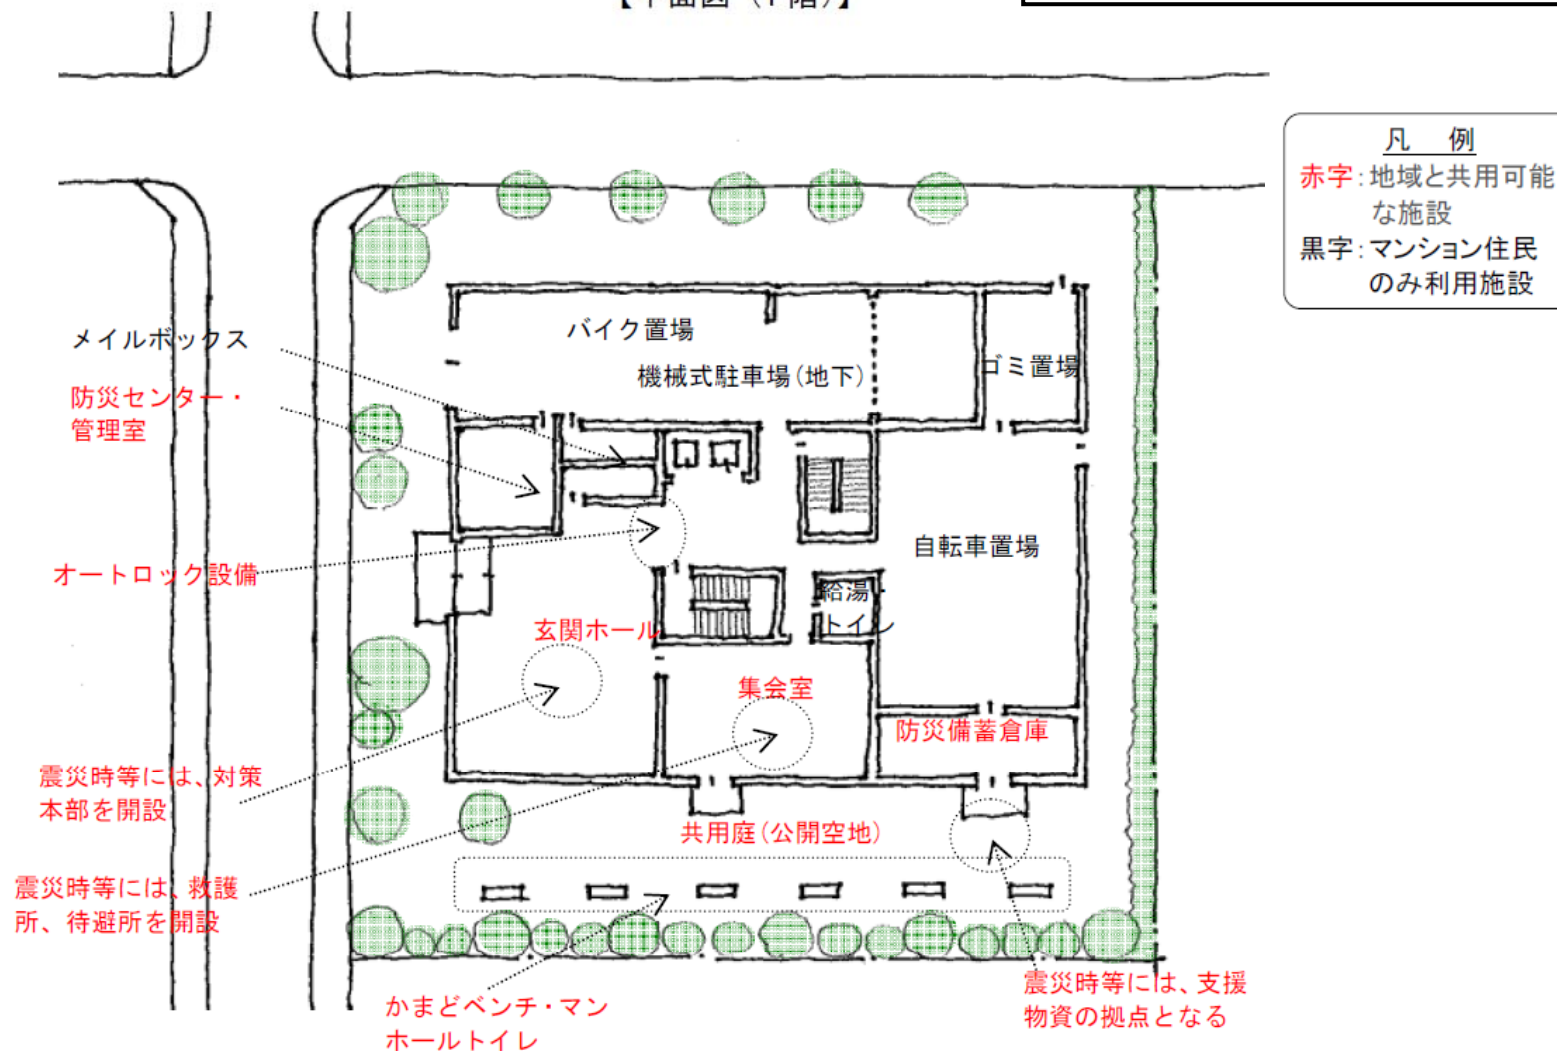 【平面図（1階）】
凡　例
赤字：地域と共用可能
な施設
黒字：マンション住民
のみ利用施設
バイク置場
機械式駐車場（地下）
ゴミ置場
メイルボックス
防災センター・
管理室
自転車置場
オートロック設備
給湯・
トイレ
玄関ホール
集会室
防災備蓄倉庫
震災時等には、対策
本部を開設
共用庭（公開空地）
震災時等には、救護
所、待避所を開設
かまどベンチ・マン
ホールトイレ
震災時等には、支援
物資の拠点となる